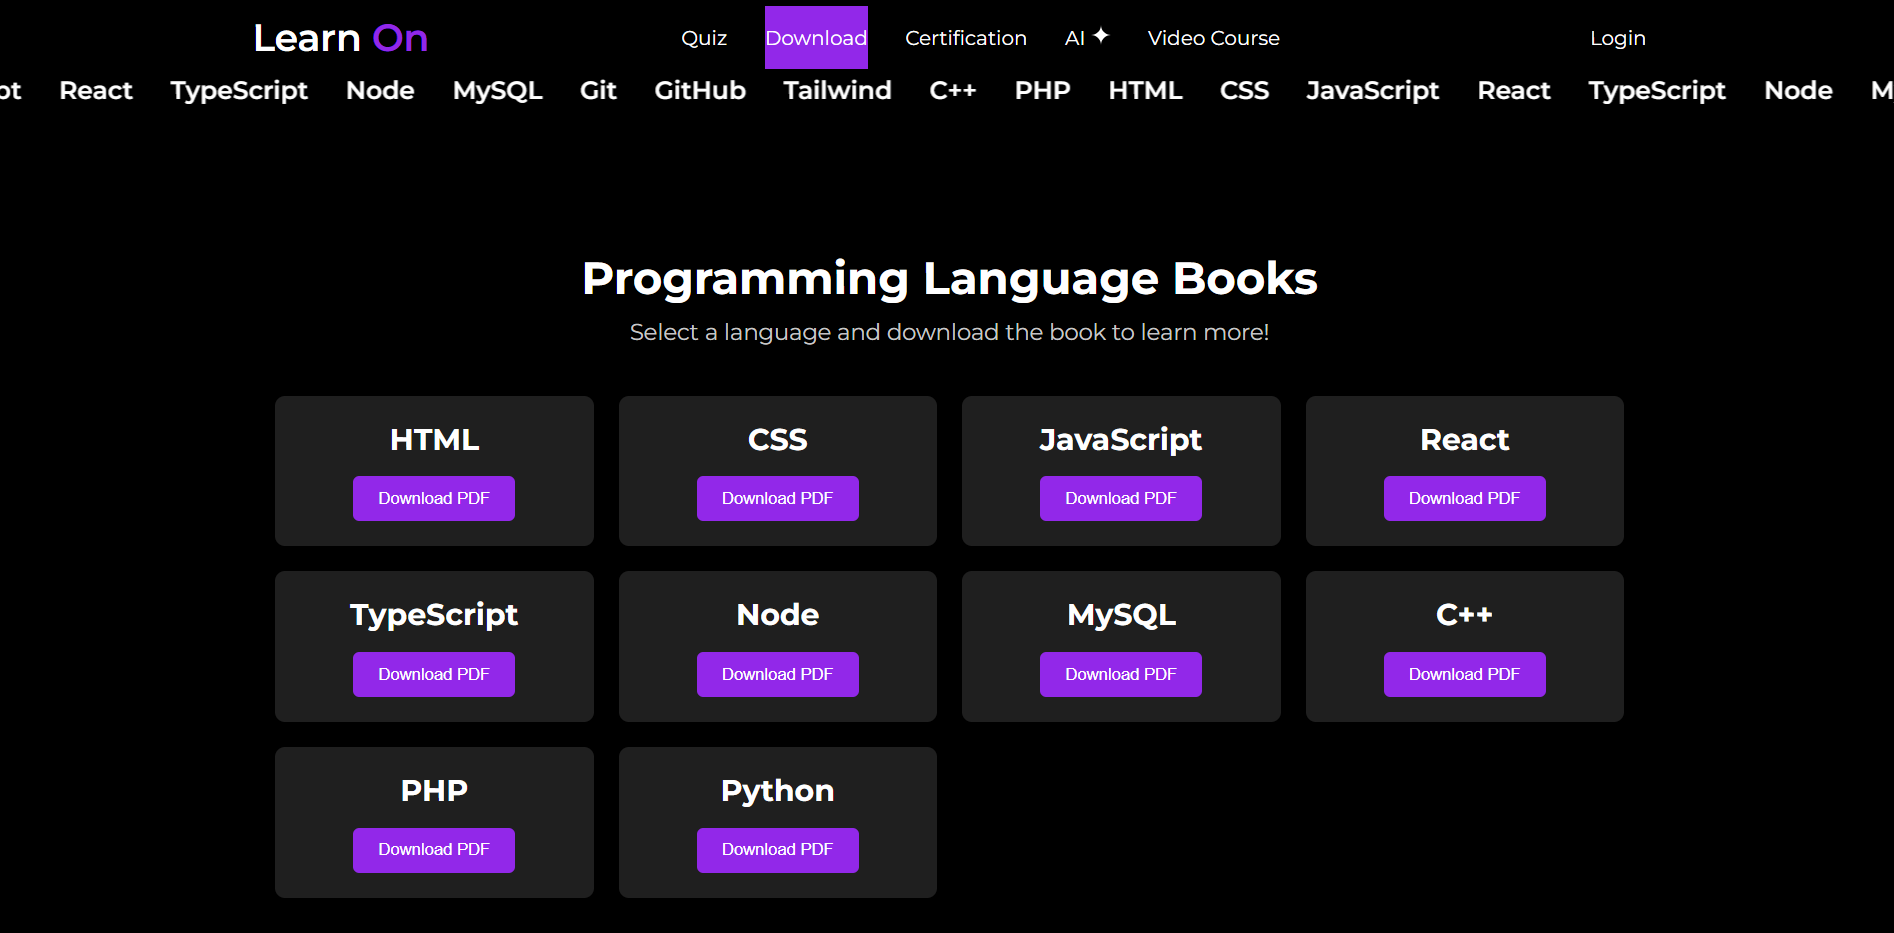 Learn On Quiz Download Certification AI Video Course Login
pt React TypeScript Node MySQL Git GitHub Tailwind C++ PHP HTML CSS JavaScript React TypeScript Node M
Programming Language Books
Select a language and download the book to learn more!
HTML CSS JavaScript React
Download PDF Download PDF Download PDF Download PDF
TypeScript Node MySQL C++
Download PDF Download PDF Download PDF Download PDF
PHP Python
Download PDF Download PDF